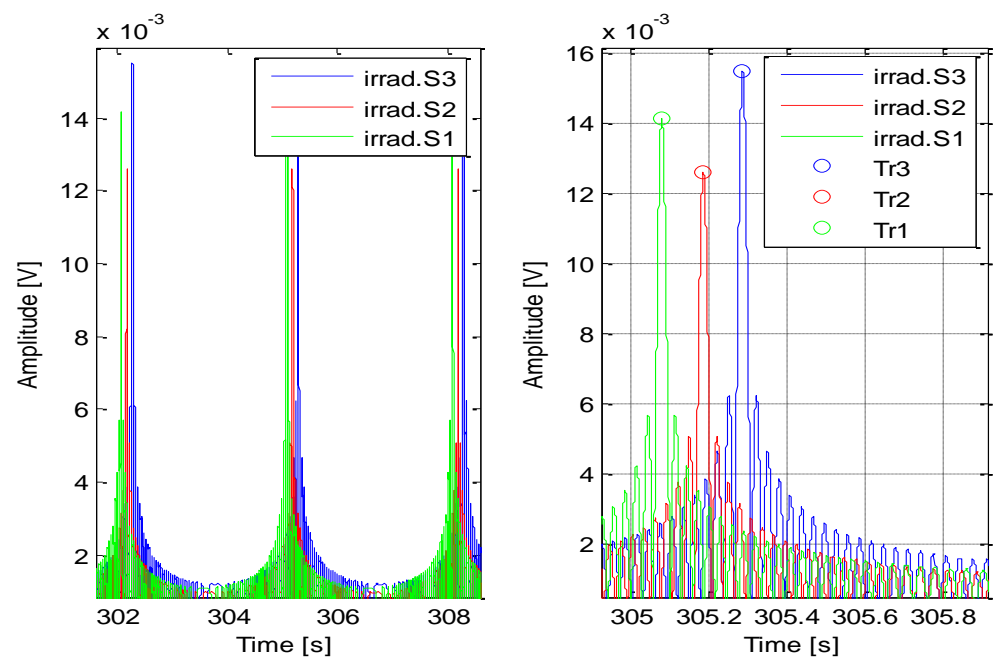 x 10^-3
irrad.S3
irrad.S2
irrad.S1
14
12
10
8
6
4
2
Amplitude [V]
302
304
306
308
Time [s]
x 10^-3
irrad.S3
irrad.S2
irrad.S1
Tr3
Tr2
Tr1
16
14
12
10
8
6
4
2
Amplitude [V]
305
305.2
305.4
305.6
305.8
Time [s]